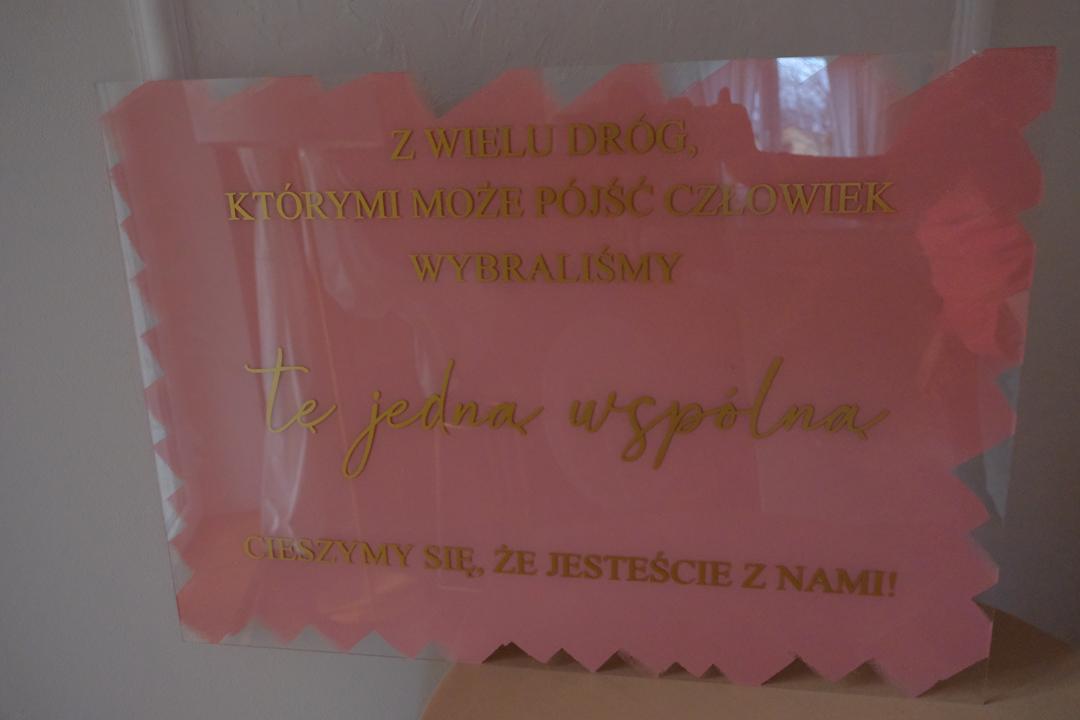 Z WIELU DRÓG,
KTÓRYMI MOŻE PÓJŚĆ CZŁOWIEK
WYBRALIŚMY
tę jedną wspólną
CIESZYMY SIĘ, ŻE JESTEŚCIE Z NAMI!